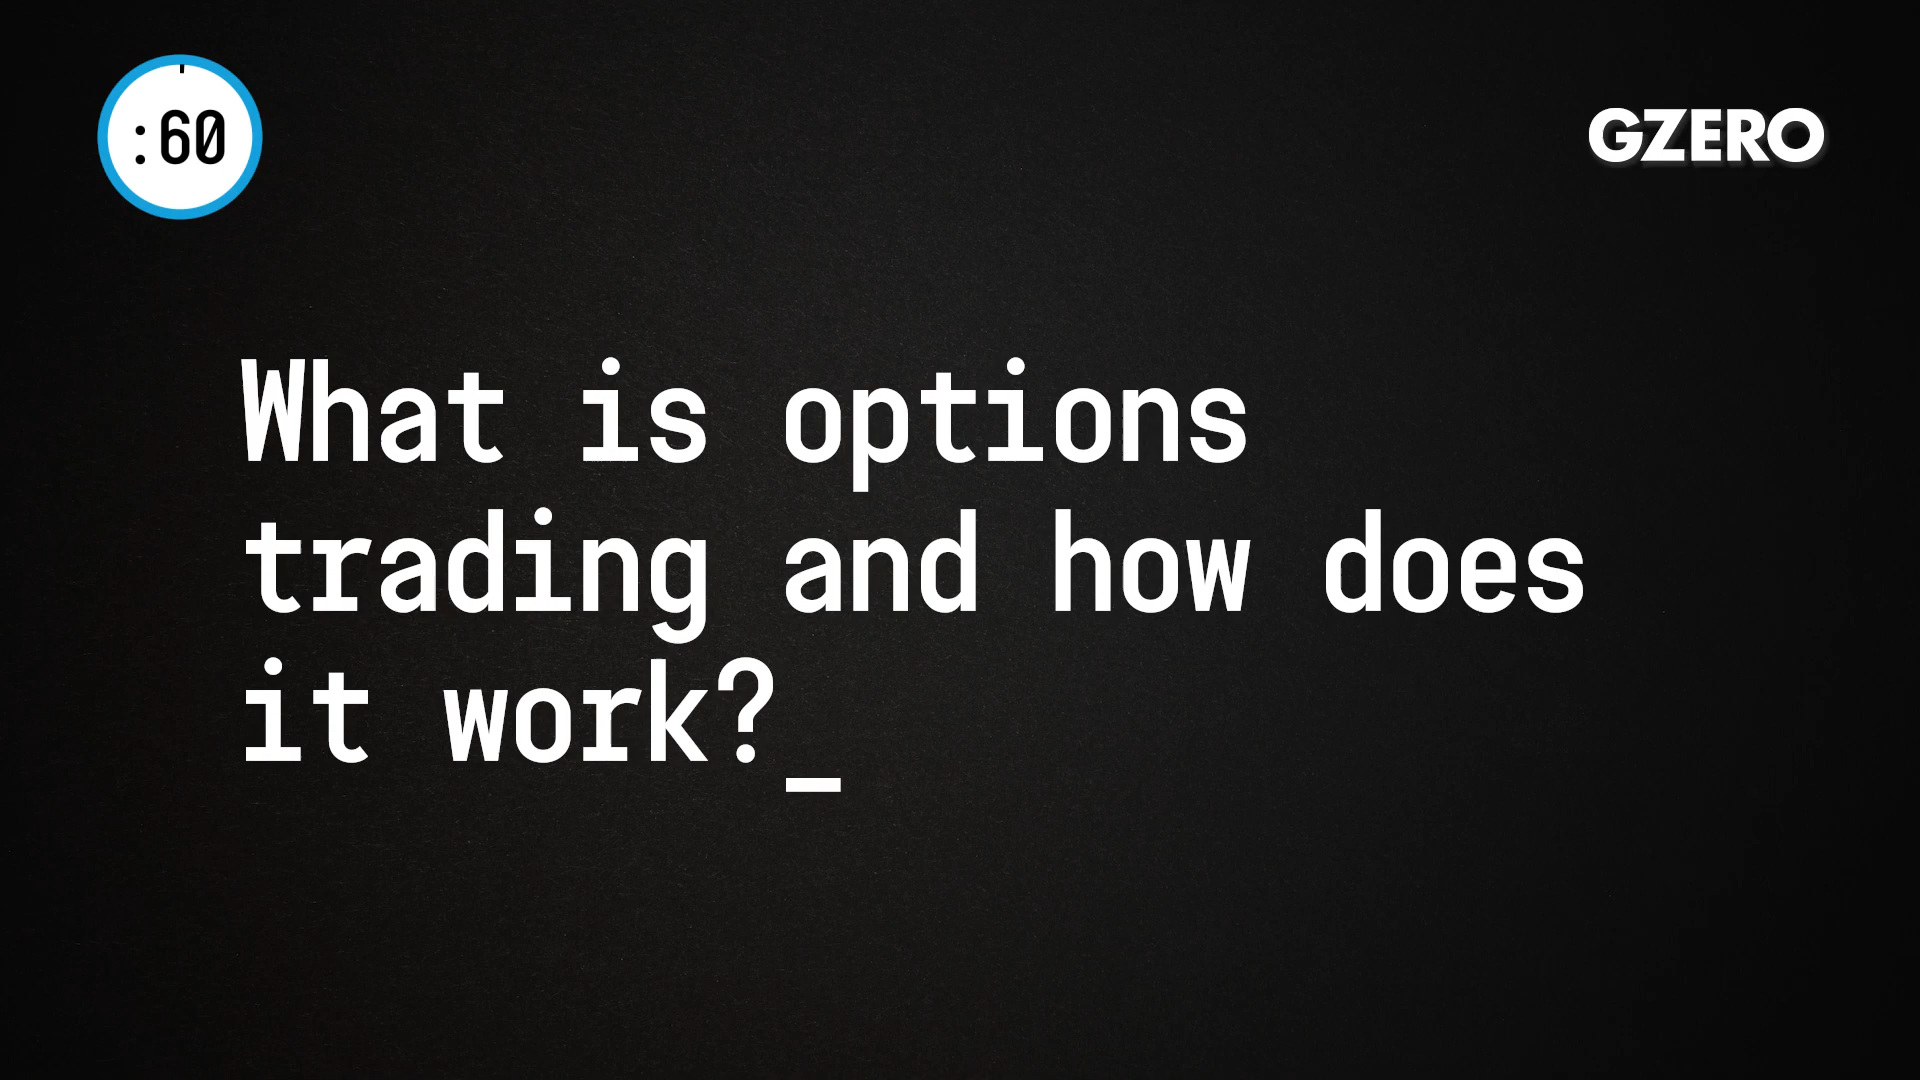 :60
GZERO
What is options
trading and how does
it work?_